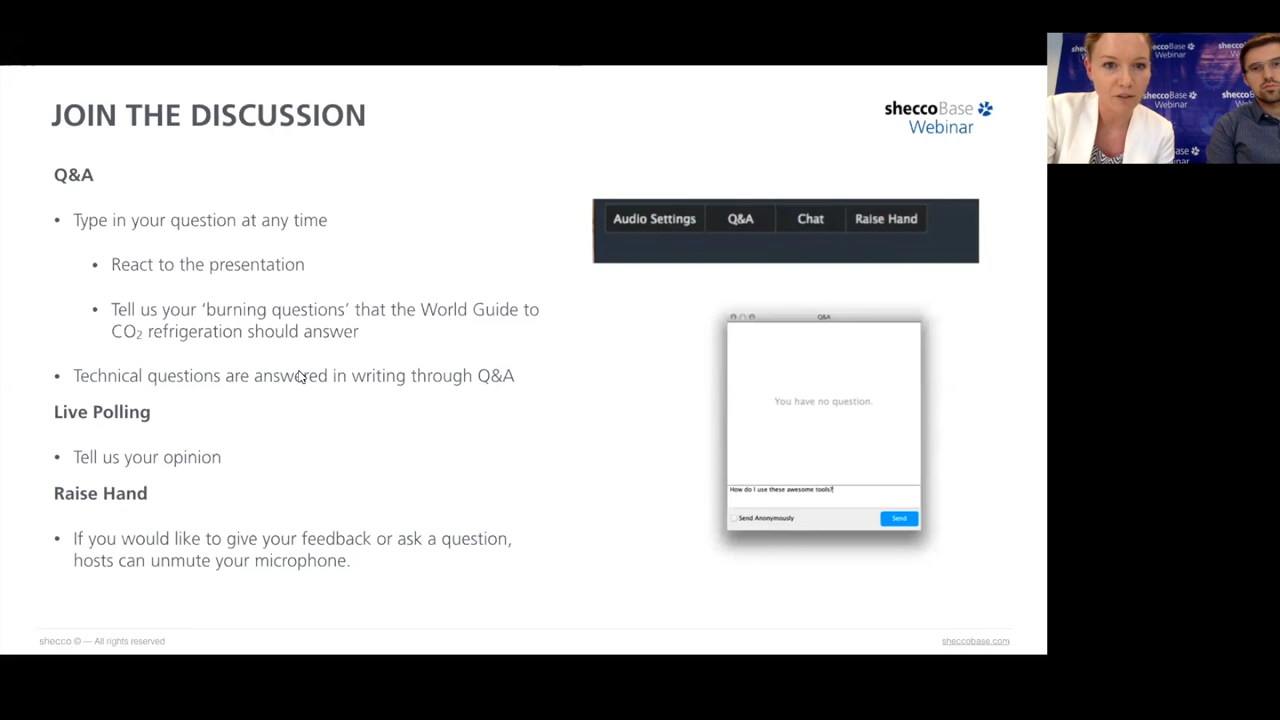 JOIN THE DISCUSSION
sheccoBase
Webinar
Q&A
• Type in your question at any time
• React to the presentation
• Tell us your ‘burning questions’ that the World Guide to
CO₂ refrigeration should answer
• Technical questions are answered in writing through Q&A
Live Polling
• Tell us your opinion
Raise Hand
• If you would like to give your feedback or ask a question,
hosts can unmute your microphone.
Audio Settings Q&A Chat Raise Hand
Q&A
You have no question.
How do I use these awesome tools?
Send Anonymously Send
shecco © — All rights reserved
sheccobase.com
sheccoBase
Webinar